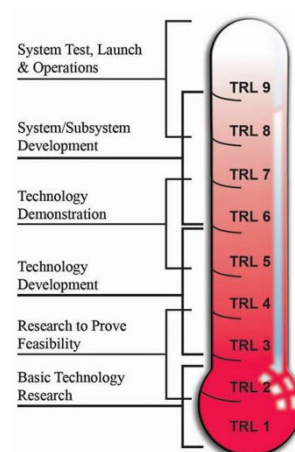 System Test, Launch
& Operations
System/Subsystem
Development
Technology
Demonstration
Technology
Development
Research to Prove
Feasibility
Basic Technology
Research
TRL 9
TRL 8
TRL 7
TRL 6
TRL 5
TRL 4
TRL 3
TRL 2
TRL 1